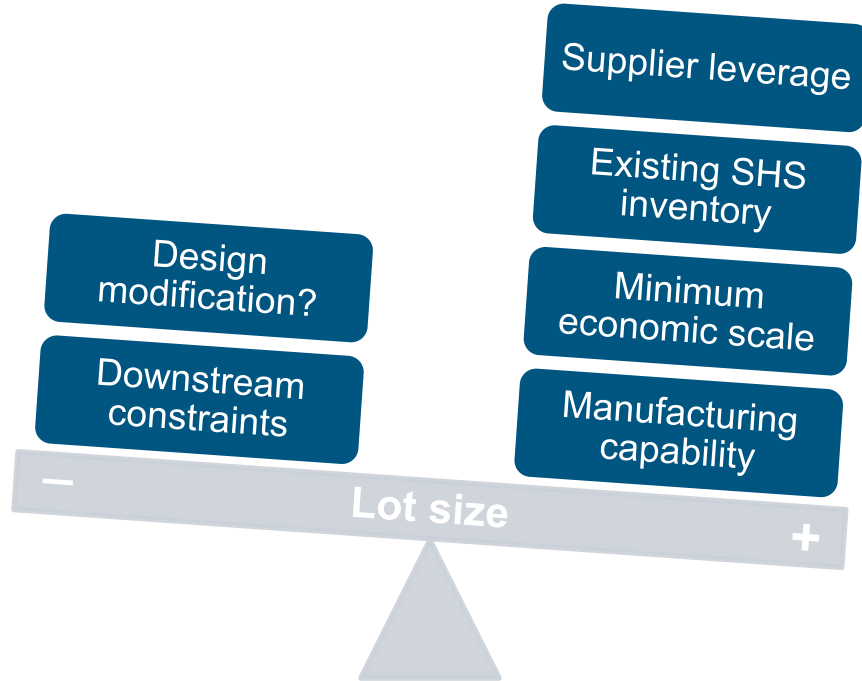 Supplier leverage
Existing SHS
inventory
Design
modification?
Minimum
economic scale
Downstream
constraints
Manufacturing
capability
–
Lot size
+